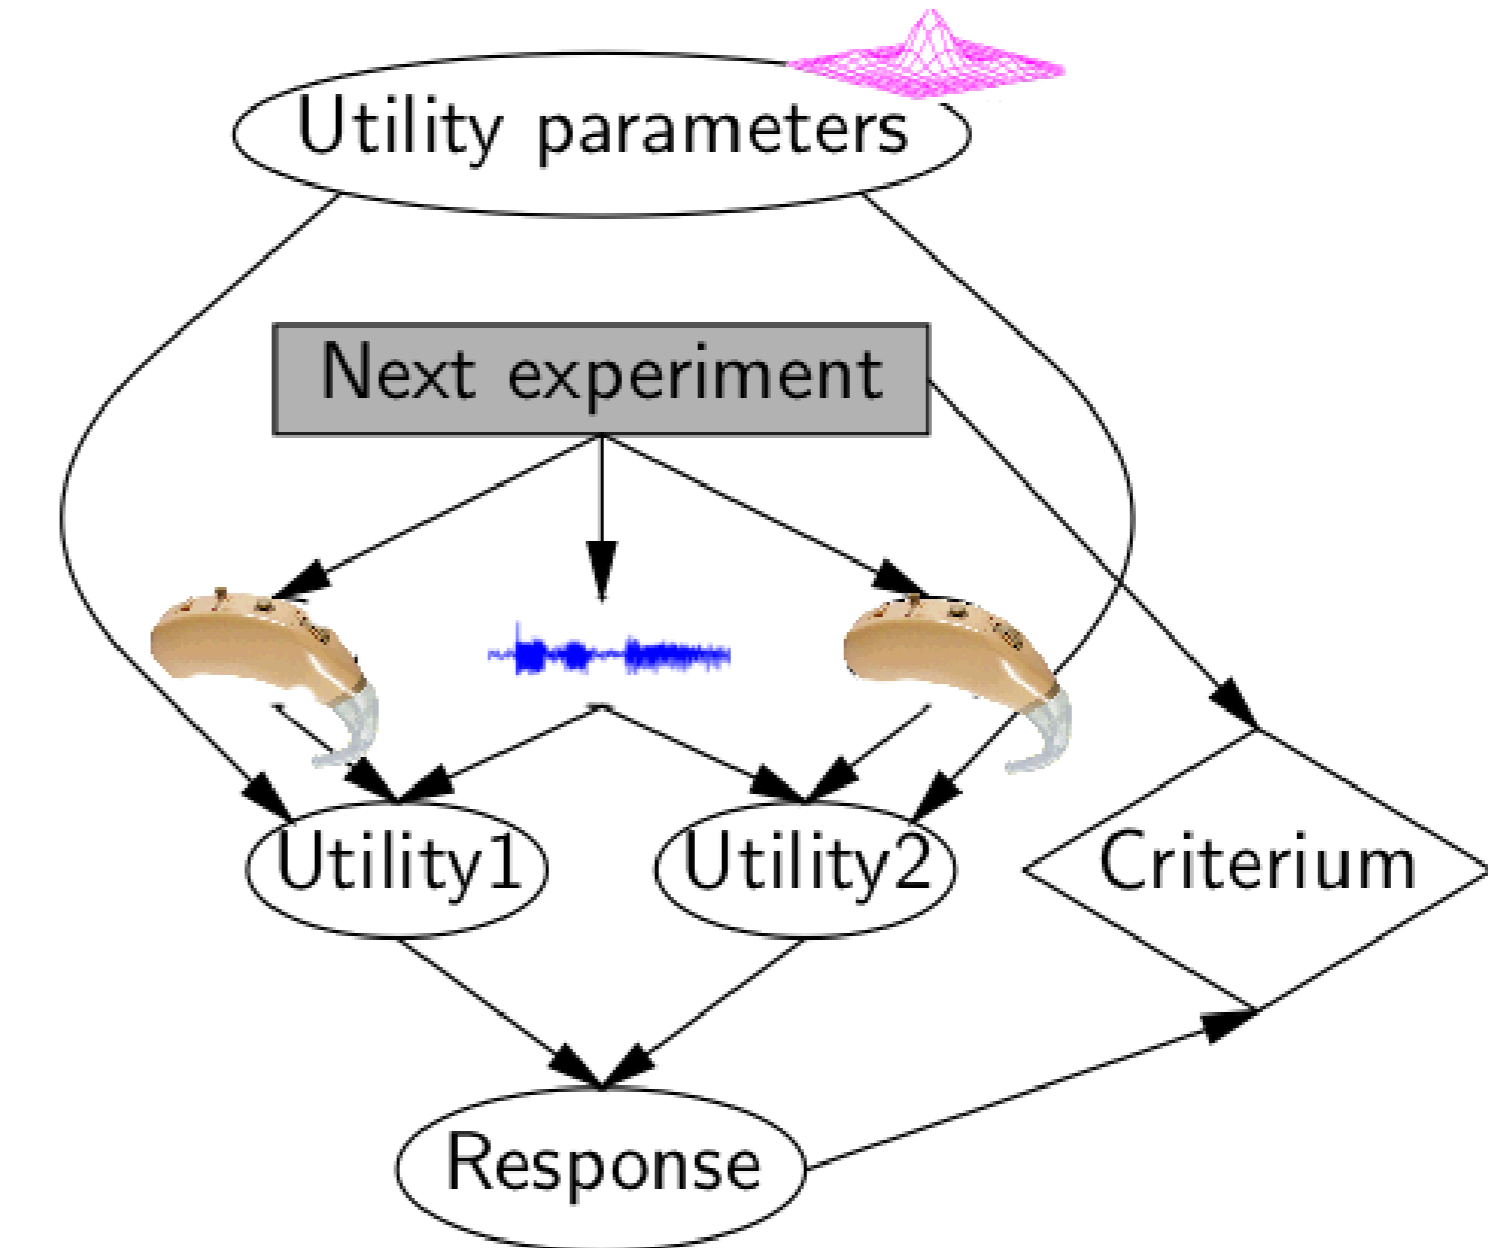 Utility parameters
Next experiment
Utility1
Utility2
Criterium
Response